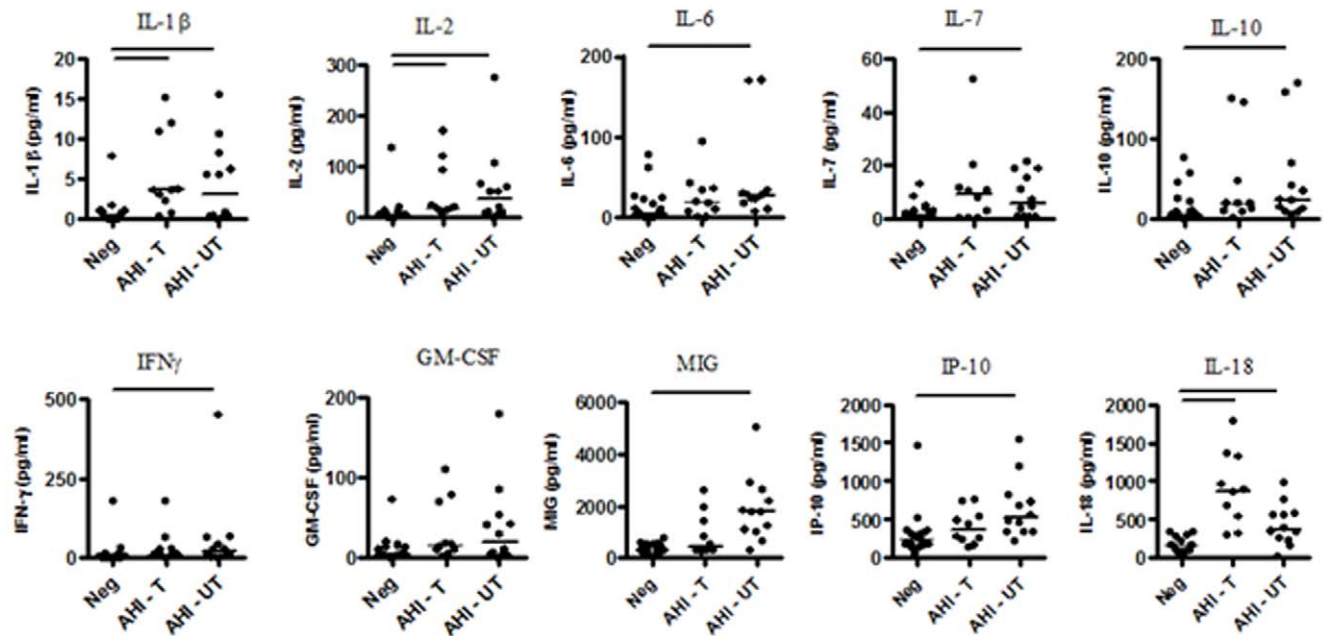 IL-1β
IL-1β (pg/ml)
20
15
10
5
0
Neg
AHI - T
AHI - UT
IL-2
IL-2 (pg/ml)
300
200
100
0
Neg
AHI - T
AHI - UT
IL-6
IL-6 (pg/ml)
200
100
0
Neg
AHI - T
AHI - UT
IL-7
IL-7 (pg/ml)
60
40
20
0
Neg
AHI - T
AHI - UT
IL-10
IL-10 (pg/ml)
200
100
0
Neg
AHI - T
AHI - UT
IFNγ
IFN-γ (pg/ml)
500
250
0
Neg
AHI - T
AHI - UT
GM-CSF
GM-CSF (pg/ml)
200
100
0
Neg
AHI - T
AHI - UT
MIG
MIG (pg/ml)
6000
4000
2000
0
Neg
AHI - T
AHI - UT
IP-10
IP-10 (pg/ml)
2000
1500
1000
500
0
Neg
AHI - T
AHI - UT
IL-18
IL-18 (pg/ml)
2000
1500
1000
500
0
Neg
AHI - T
AHI - UT